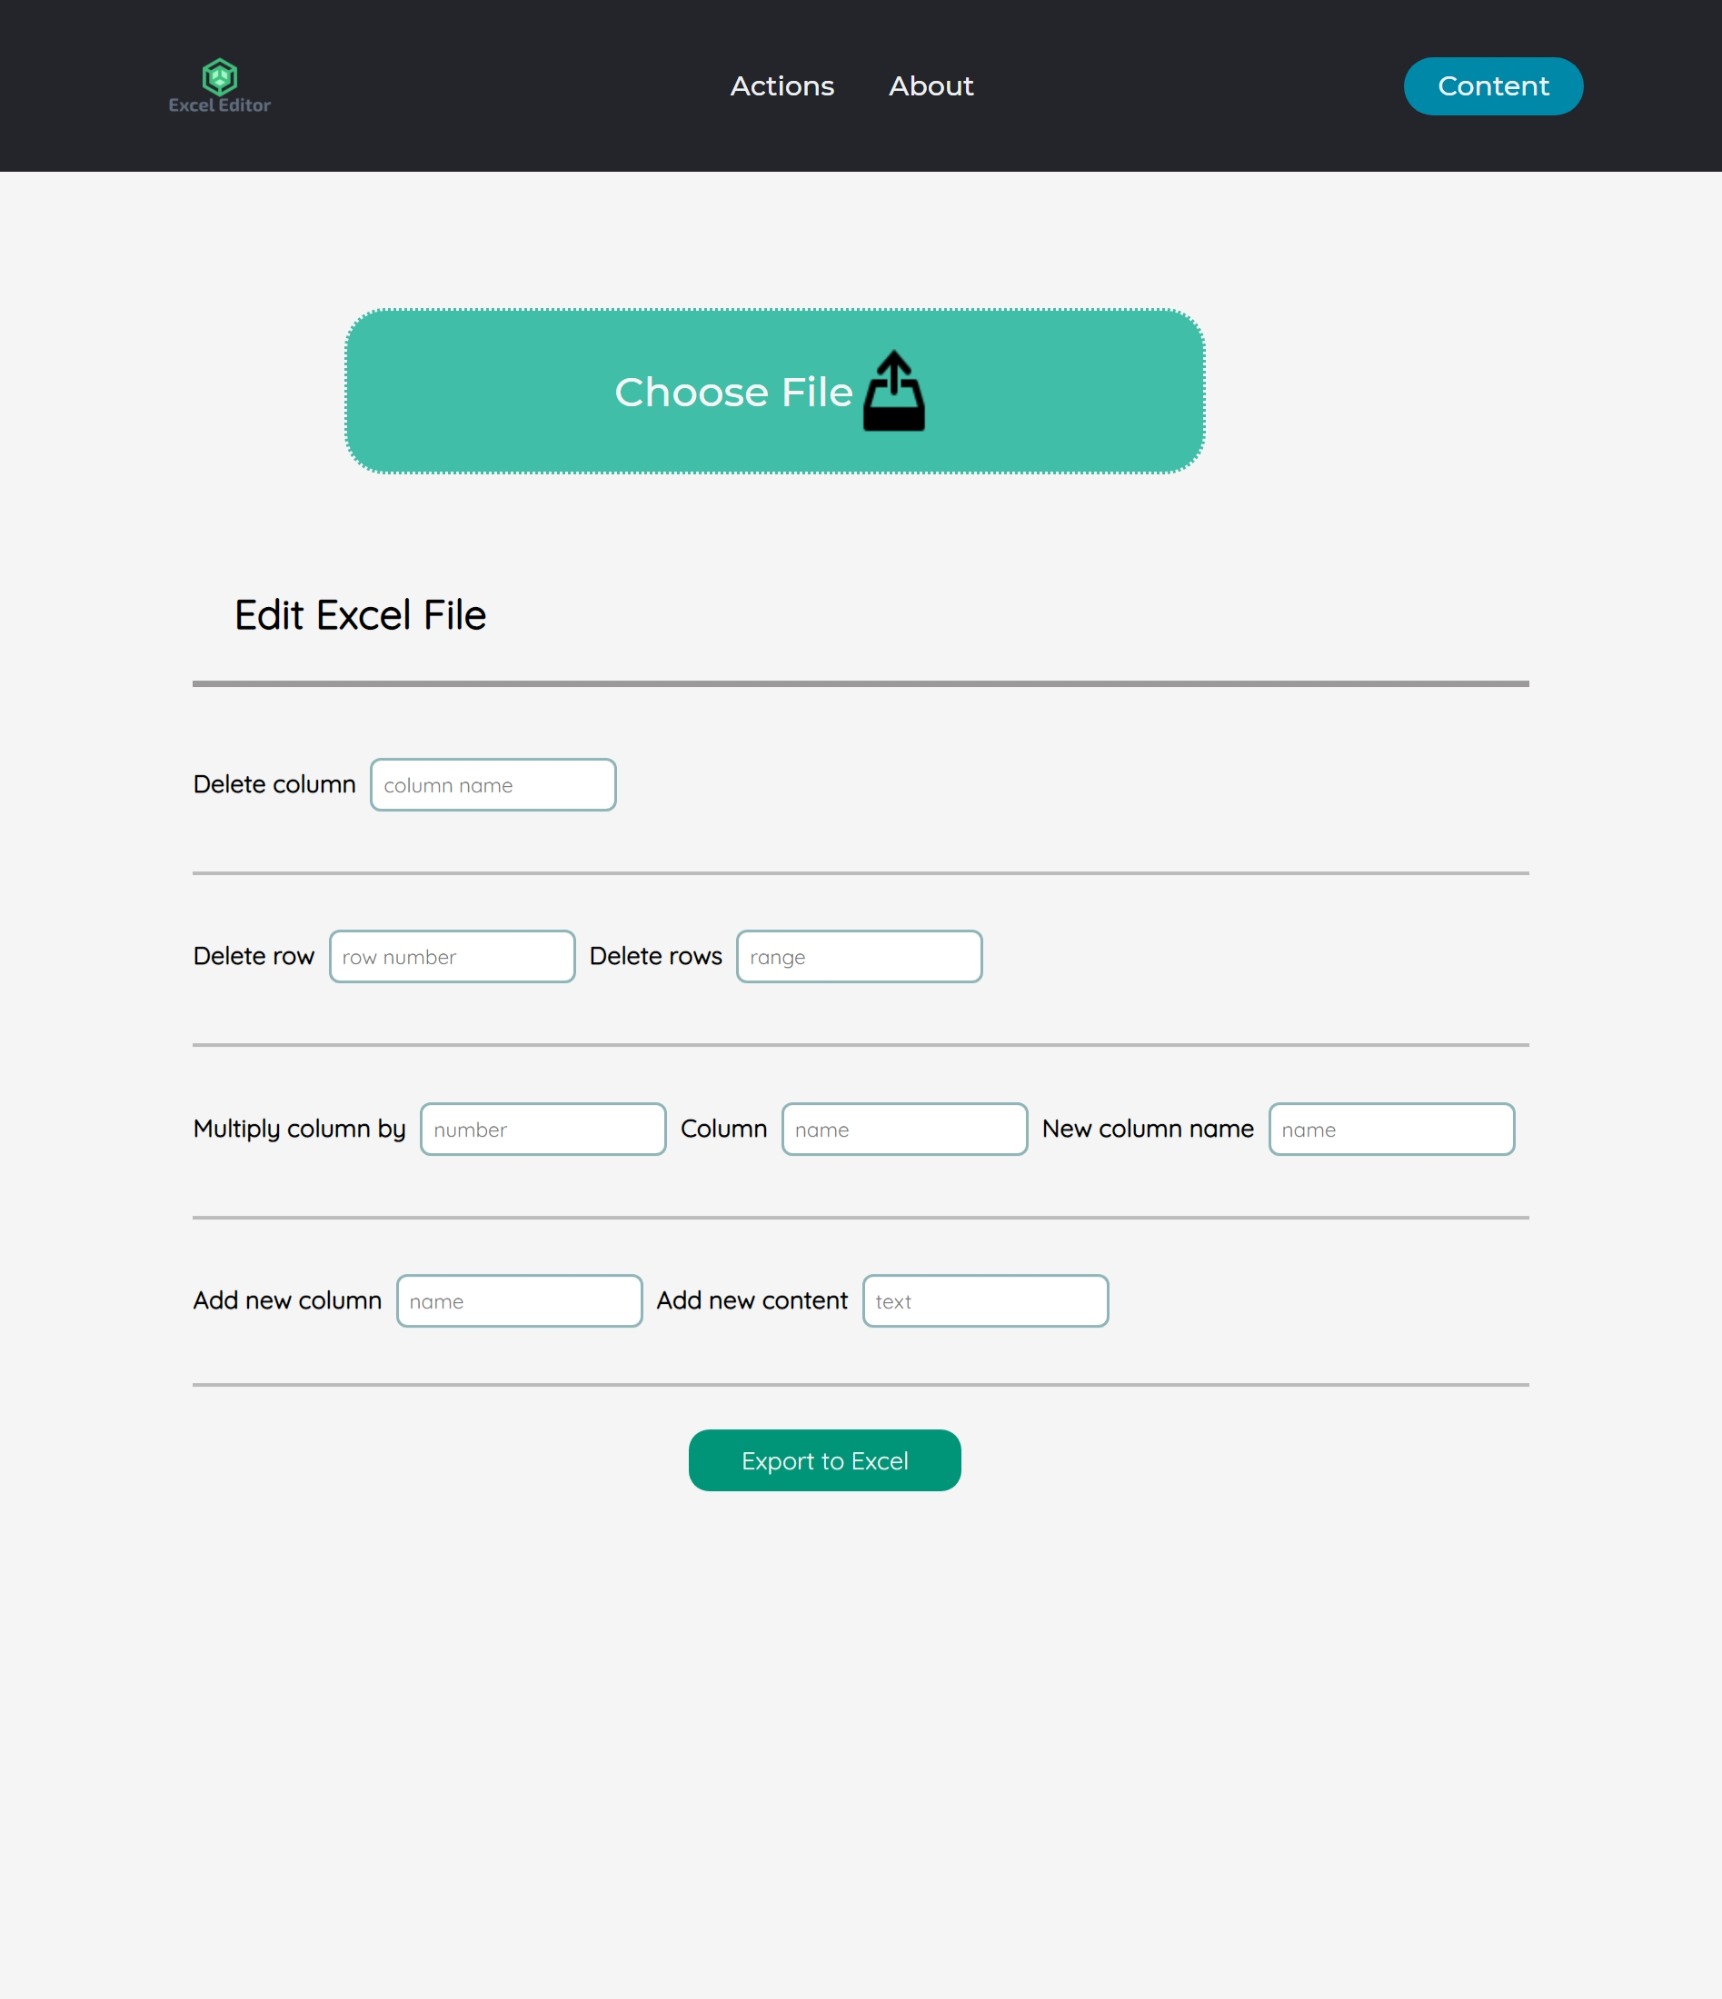 Excel Editor
Actions About
Content
Choose File
Edit Excel File
Delete column column name
Delete row row number Delete rows range
Multiply column by number Column name New column name name
Add new column name Add new content text
Export to Excel